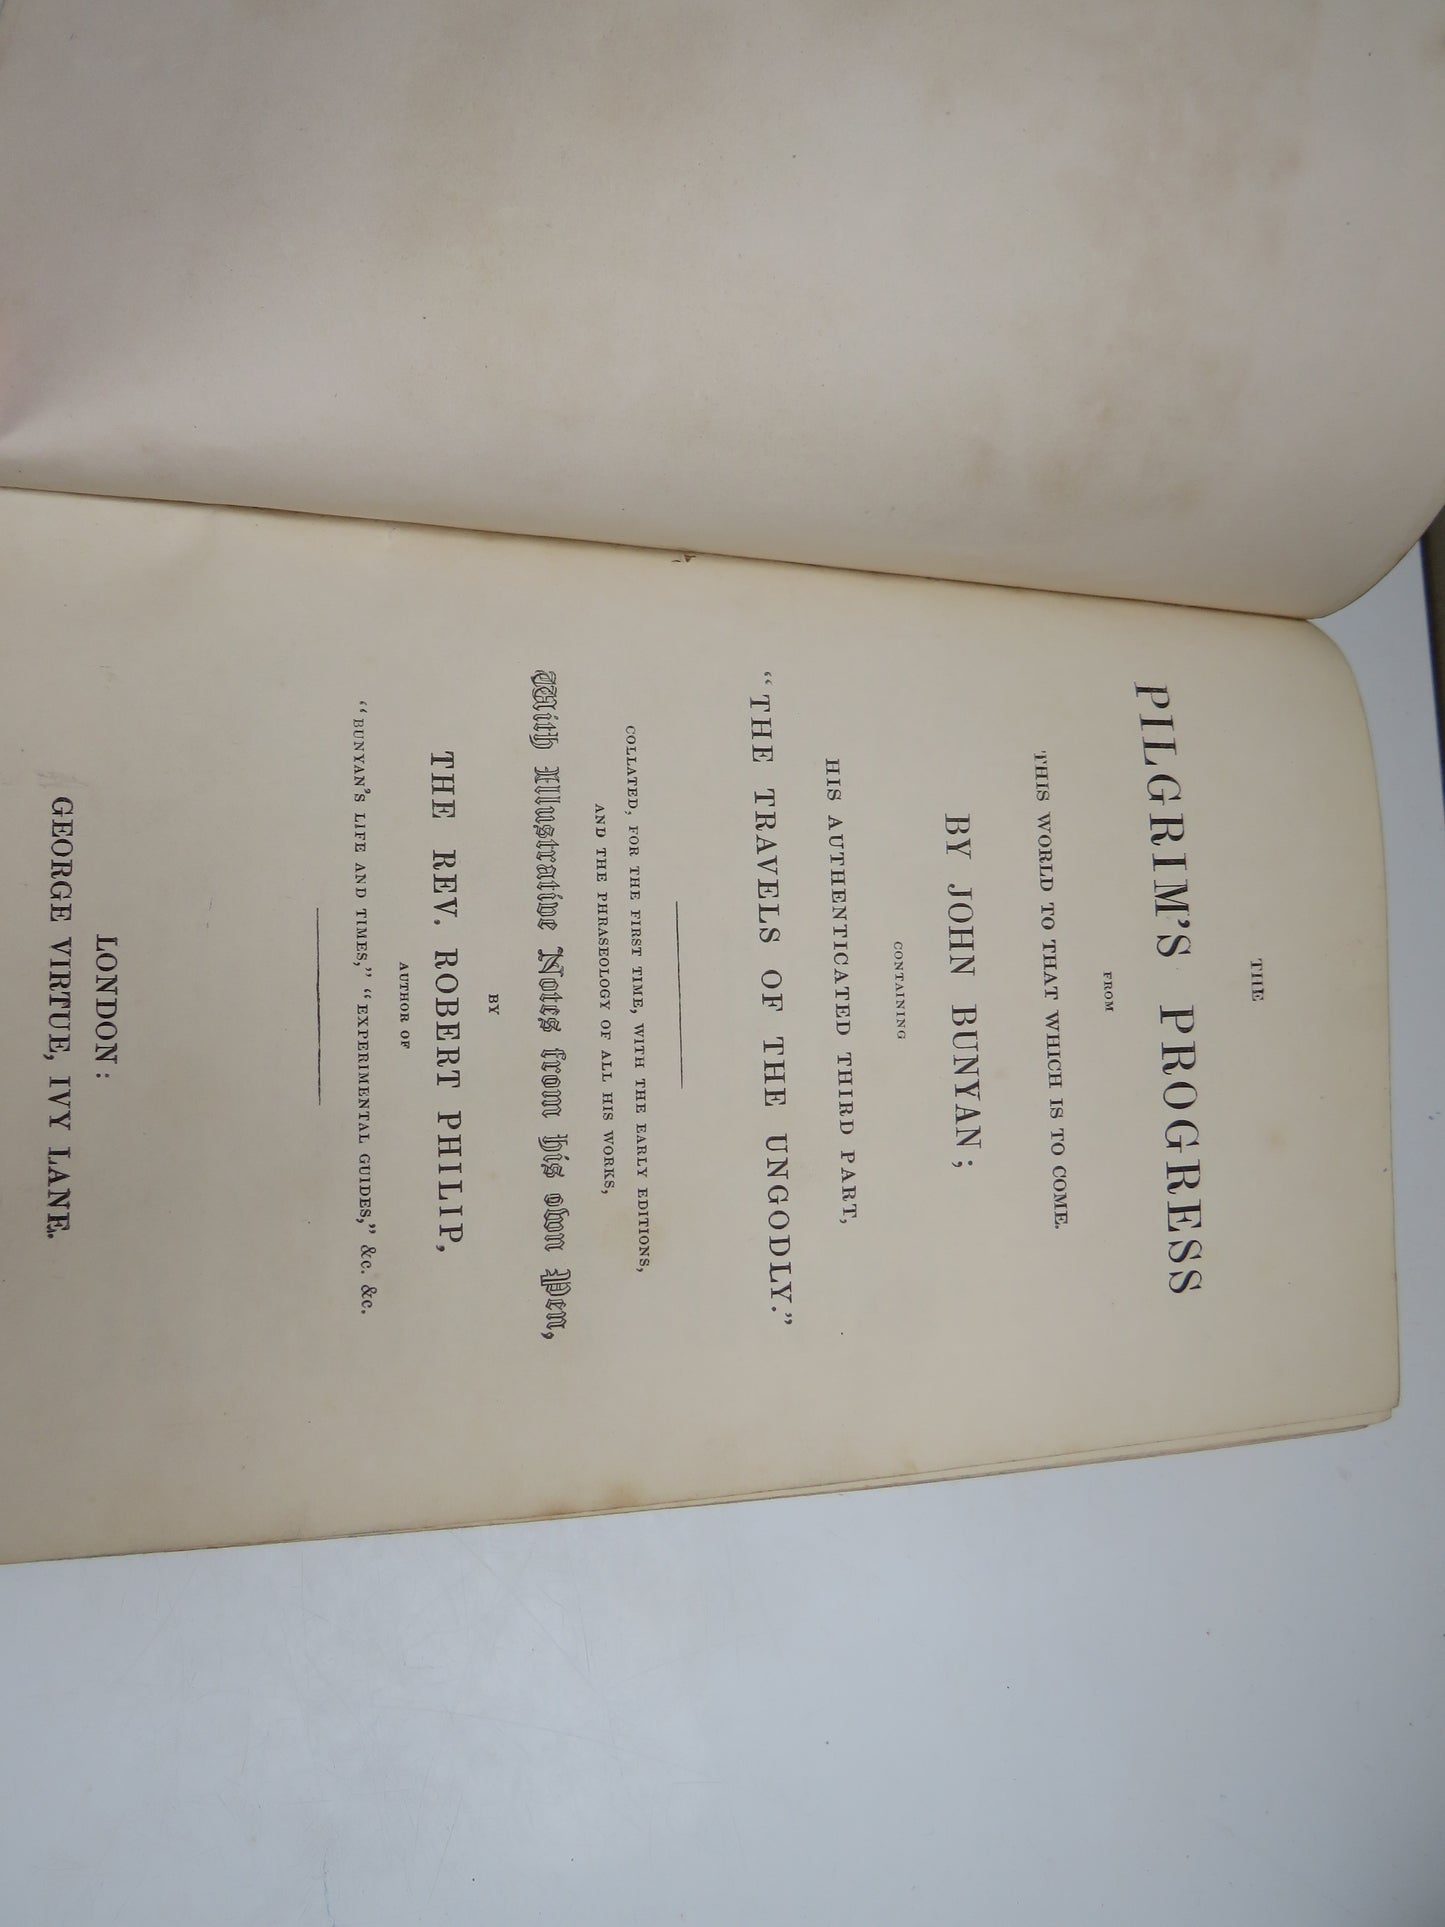 THE
PILGRIM'S PROGRESS
FROM
THIS WORLD TO THAT WHICH IS TO COME.
BY JOHN BUNYAN;
CONTAINING
HIS AUTHENTICATED THIRD PART,
"THE TRAVELS OF THE UNGODLY."
COLLATED, FOR THE FIRST TIME, WITH THE EARLY EDITIONS,
AND THE PHRASEOLOGY OF ALL HIS WORKS,
With Illustrative Notes from his own Pen,
BY
THE REV. ROBERT PHILIP,
AUTHOR OF
"BUNYAN'S LIFE AND TIMES," "EXPERIMENTAL GUIDES," &c. &c.
LONDON:
GEORGE VIRTUE, IVY LANE.